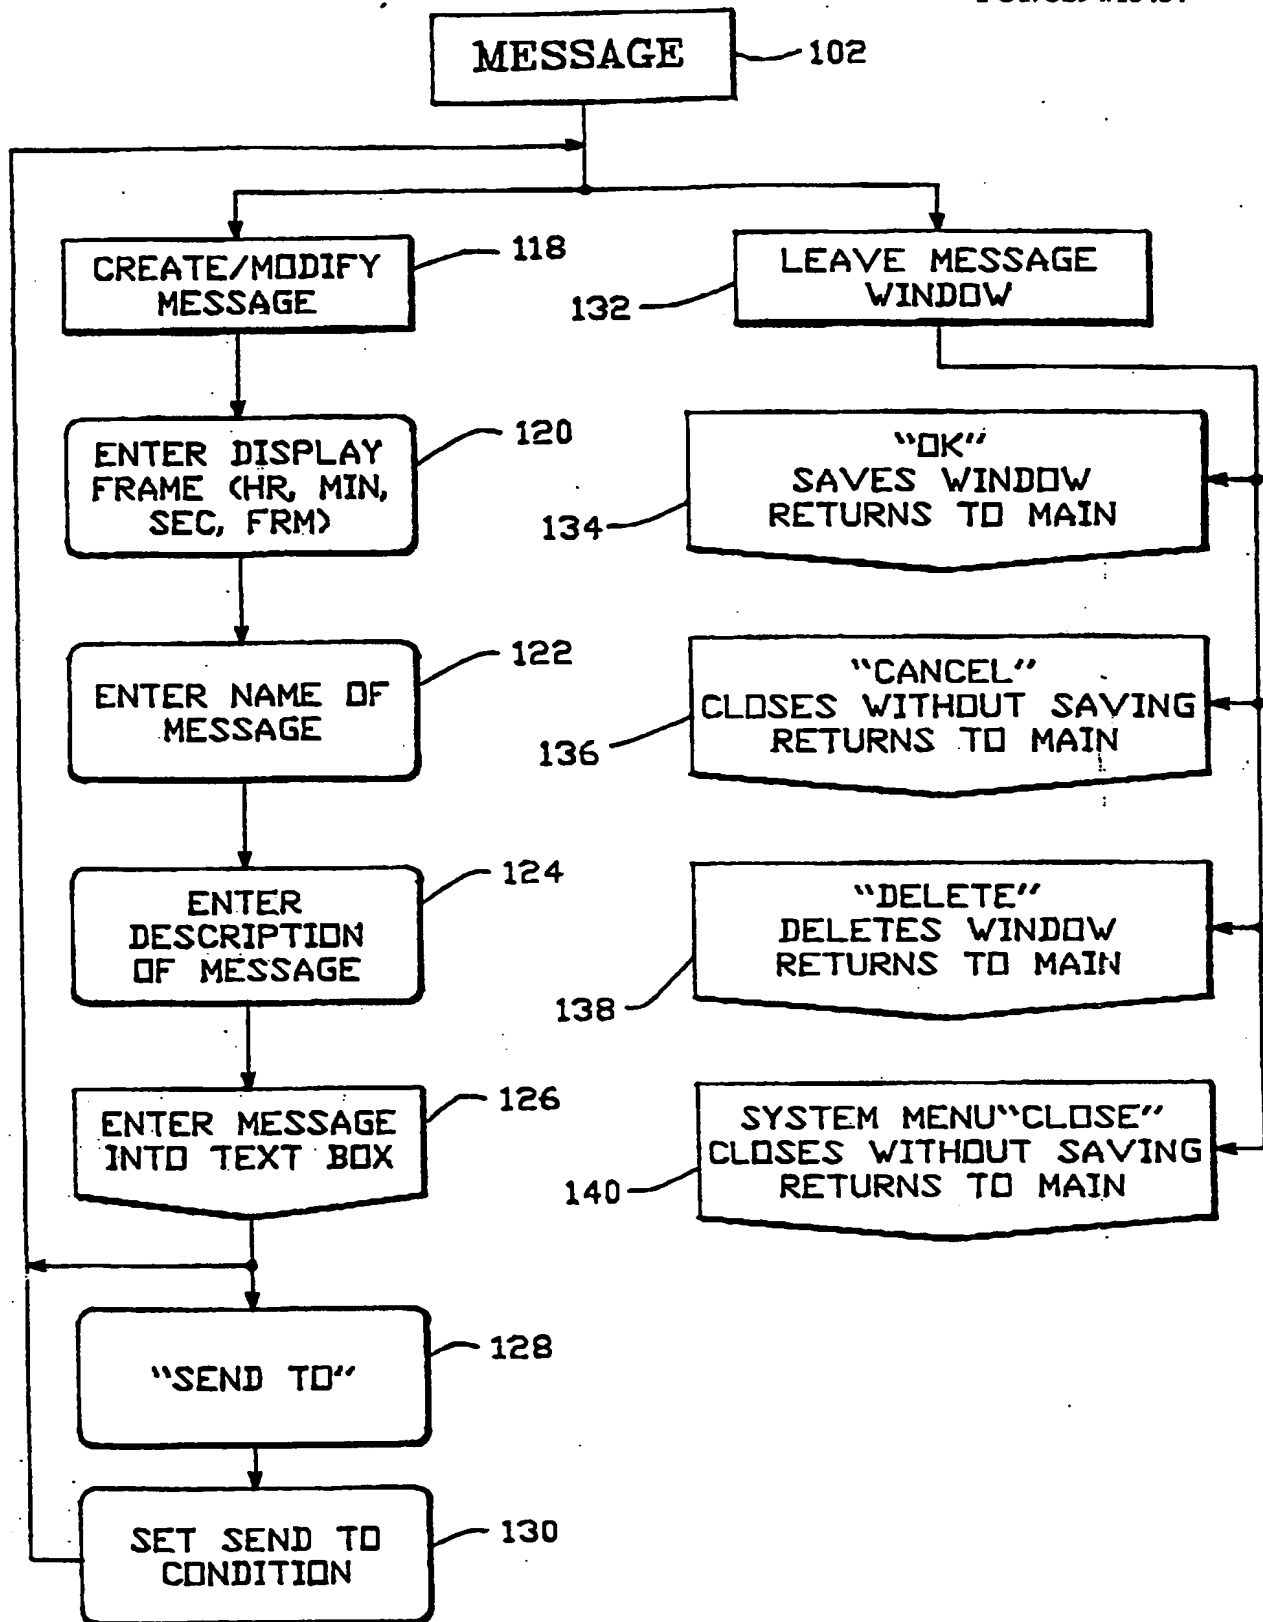 MESSAGE
102
CREATE/MODIFY
MESSAGE
118
ENTER DISPLAY
FRAME (HR, MIN,
SEC, FRM)
120
ENTER NAME OF
MESSAGE
122
ENTER
DESCRIPTION
OF MESSAGE
124
ENTER MESSAGE
INTO TEXT BOX
126
"SEND TO"
128
SET SEND TO
CONDITION
130
LEAVE MESSAGE
WINDOW
132
"OK"
SAVES WINDOW
RETURNS TO MAIN
134
"CANCEL"
CLOSES WITHOUT SAVING
RETURNS TO MAIN
136
"DELETE"
DELETES WINDOW
RETURNS TO MAIN
138
SYSTEM MENU"CLOSE"
CLOSES WITHOUT SAVING
RETURNS TO MAIN
140